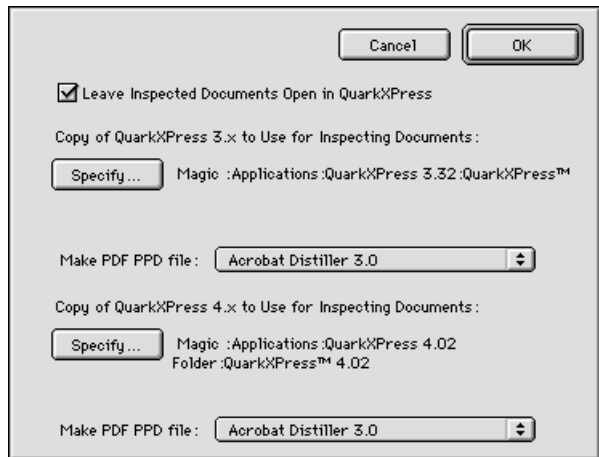 Cancel OK
Leave Inspected Documents Open in QuarkXPress
Copy of QuarkXPress 3.x to Use for Inspecting Documents:
Specify... Magic :Applications:QuarkXPress 3.32:QuarkXPress™
Make PDF PPD file: Acrobat Distiller 3.0
Copy of QuarkXPress 4.x to Use for Inspecting Documents:
Specify... Magic :Applications:QuarkXPress 4.02
Folder:QuarkXPress™ 4.02
Make PDF PPD file: Acrobat Distiller 3.0